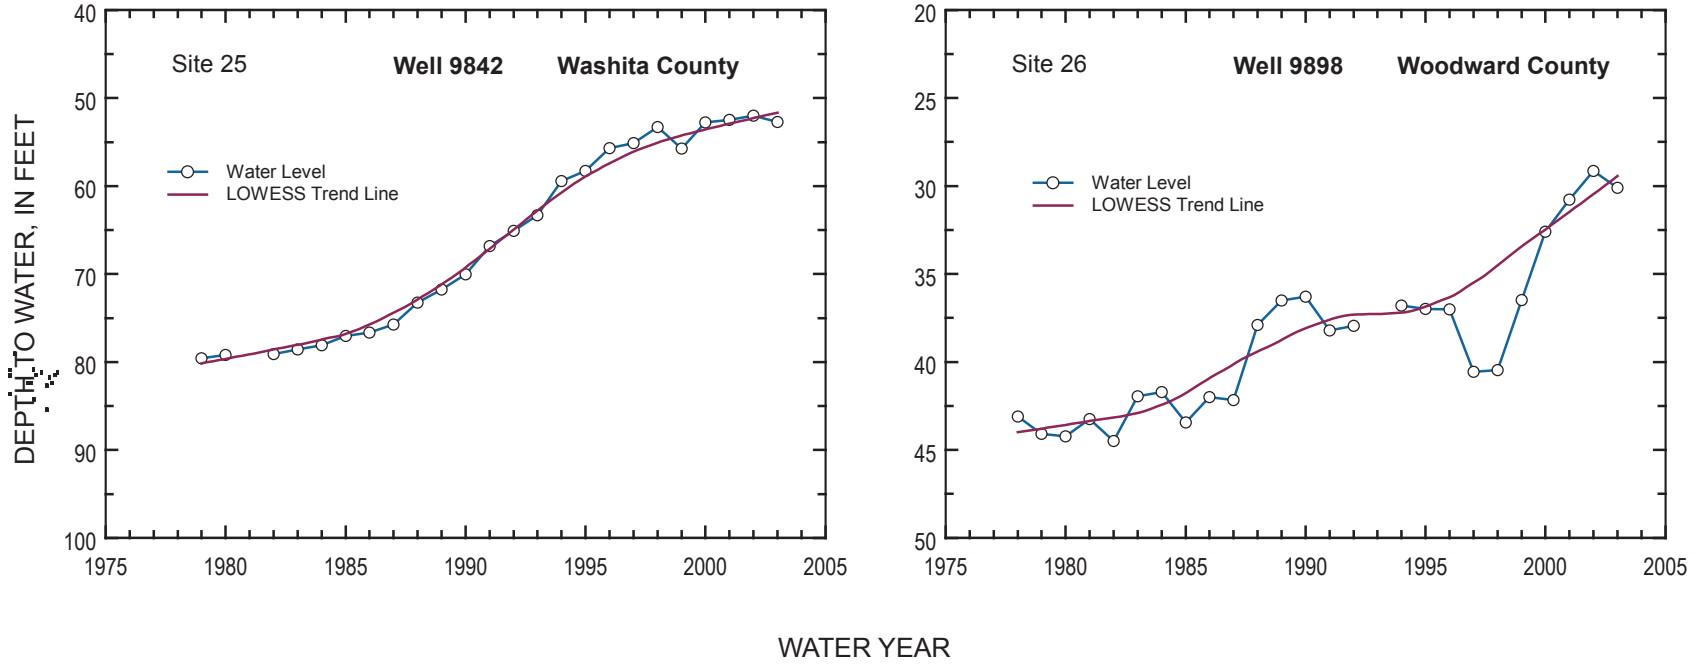 Site 25 Well 9842 Washita County
Water Level
LOWESS Trend Line
40
50
60
70
80
90
100
1975 1980 1985 1990 1995 2000 2005
DEPTH TO WATER, IN FEET
Site 26 Well 9898 Woodward County
Water Level
LOWESS Trend Line
20
25
30
35
40
45
50
1975 1980 1985 1990 1995 2000 2005
WATER YEAR